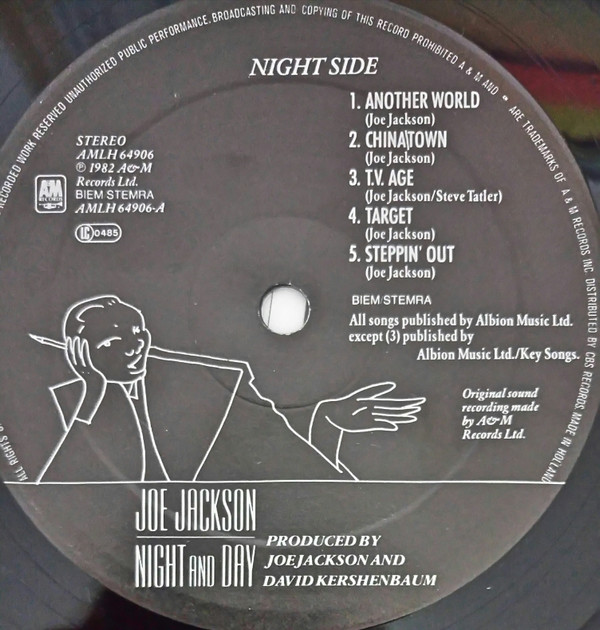 RECORDED WORK RESERVED UNAUTHORIZED PUBLIC PERFORMANCE. BROADCASTING AND COPYING OF THIS RECORD PROHIBITED A & M AND ® ARE TRADEMARKS OF A & M RECORDS INC. DISTRIBUTED BY CBS RECORDS MADE IN HOLLAND
NIGHT SIDE
1. ANOTHER WORLD
(Joe Jackson)
2. CHINATOWN
(Joe Jackson)
3. T.V. AGE
(Joe Jackson/Steve Tatler)
4. TARGET
(Joe Jackson)
5. STEPPIN' OUT
(Joe Jackson)
STEREO
AMLH 64906
℗ 1982 A&M
Records Ltd.
BIEM STEMRA
AMLH 64906-A
AM
RECORDS
LC 0485
BIEM/STEMRA
All songs published by Albion Music Ltd.
except (3) published by
Albion Music Ltd./Key Songs.
Original sound
recording made
by A&M
Records Ltd.
ALL RIGHTS
JOE JACKSON
NIGHT AND DAY
PRODUCED BY
JOE JACKSON AND
DAVID KERSHENBAUM